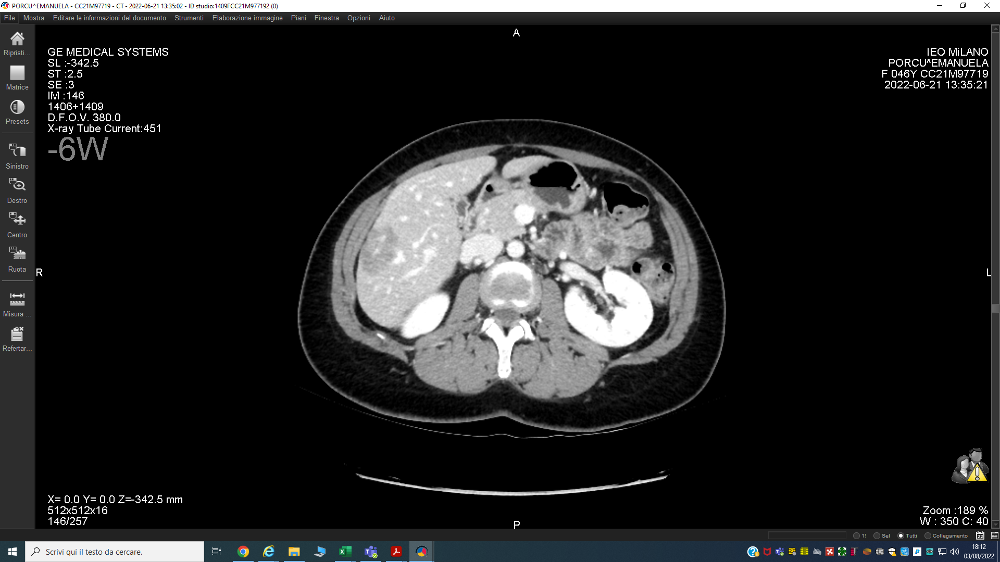 PORCU^EMANUELA - CC21M97719 - CT - 2022-06-21 13:35:02 - ID studio:1409FCC21M977192 (0)
File Mostra Editare le informazioni del documento Strumenti Elaborazione immagine Piani Finestra Opzioni Aiuto
Ripristi...
Matrice
Presets
Sinistro
Destro
Centro
Ruota
Misura ...
Refertar...
A
GE MEDICAL SYSTEMS
SL :-342.5
ST :2.5
SE :3
IM :146
1406+1409
D.F.O.V. 380.0
X-ray Tube Current:451
-6W
IEO MiLANO
PORCU^EMANUELA
F 046Y CC21M97719
2022-06-21 13:35:21
R
L
X= 0.0 Y= 0.0 Z=-342.5 mm
512x512x16
146/257
P
Zoom :189 %
W : 350 C: 40
1! Sel Tutti Collegamento 22
Scrivi qui il testo da cercare.
18:12
03/08/2022